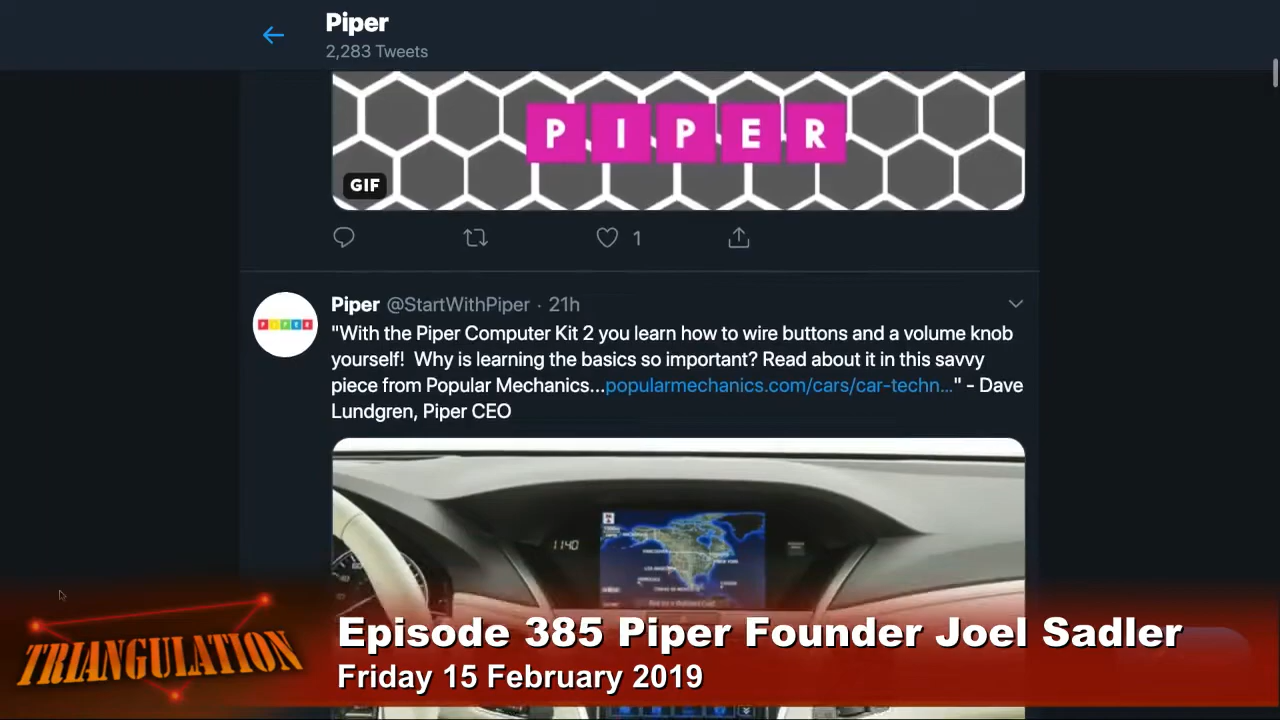 Piper
2,283 Tweets
PIPER
GIF
1
Piper @StartWithPiper · 21h
PIPER
"With the Piper Computer Kit 2 you learn how to wire buttons and a volume knob
yourself!  Why is learning the basics so important? Read about it in this savvy
piece from Popular Mechanics...popularmechanics.com/cars/car-techn…" - Dave
Lundgren, Piper CEO
1140
TRIANGULATION
Episode 385 Piper Founder Joel Sadler
Friday 15 February 2019